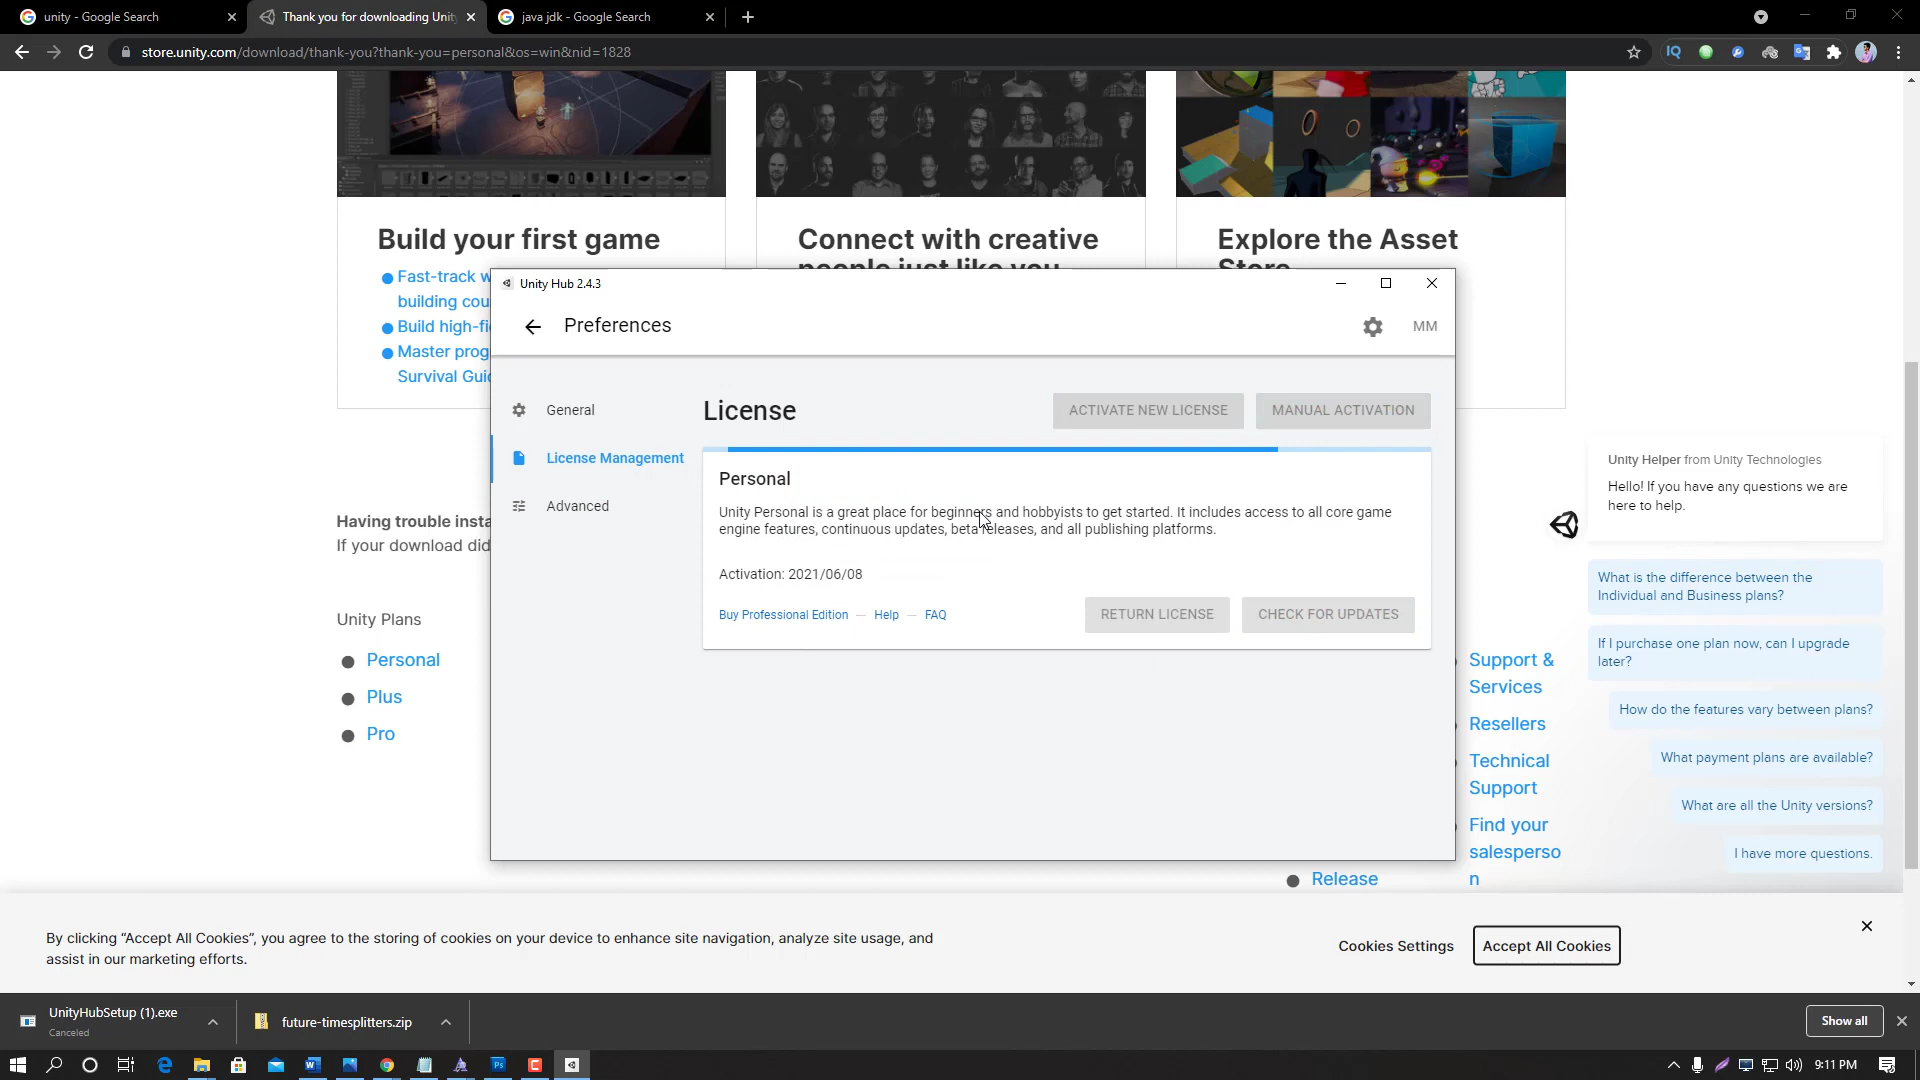 unity - Google Search
Thank you for downloading Unity
java jdk - Google Search
store.unity.com/download/thank-you?thank-you=personal&os=win&nid=1828
Build your first game
Fast-track w
building cou
Build high-fi
Master prog
Survival Guid
Connect with creative
people just like you
Explore the Asset
Store
Unity Hub 2.4.3
Preferences
MM
General
License Management
Advanced
License
ACTIVATE NEW LICENSE
MANUAL ACTIVATION
Personal
Unity Personal is a great place for beginners and hobbyists to get started. It includes access to all core game
engine features, continuous updates, beta releases, and all publishing platforms.
Activation: 2021/06/08
Buy Professional Edition — Help — FAQ
RETURN LICENSE
CHECK FOR UPDATES
Having trouble insta
If your download did
Unity Plans
Personal
Plus
Pro
Support &
Services
Resellers
Technical
Support
Find your
salesperso
n
Release
Unity Helper from Unity Technologies
Hello! If you have any questions we are
here to help.
What is the difference between the
Individual and Business plans?
If I purchase one plan now, can I upgrade
later?
How do the features vary between plans?
What payment plans are available?
What are all the Unity versions?
I have more questions.
By clicking “Accept All Cookies”, you agree to the storing of cookies on your device to enhance site navigation, analyze site usage, and
assist in our marketing efforts.
Cookies Settings
Accept All Cookies
UnityHubSetup (1).exe
Canceled
future-timesplitters.zip
Show all
9:11 PM